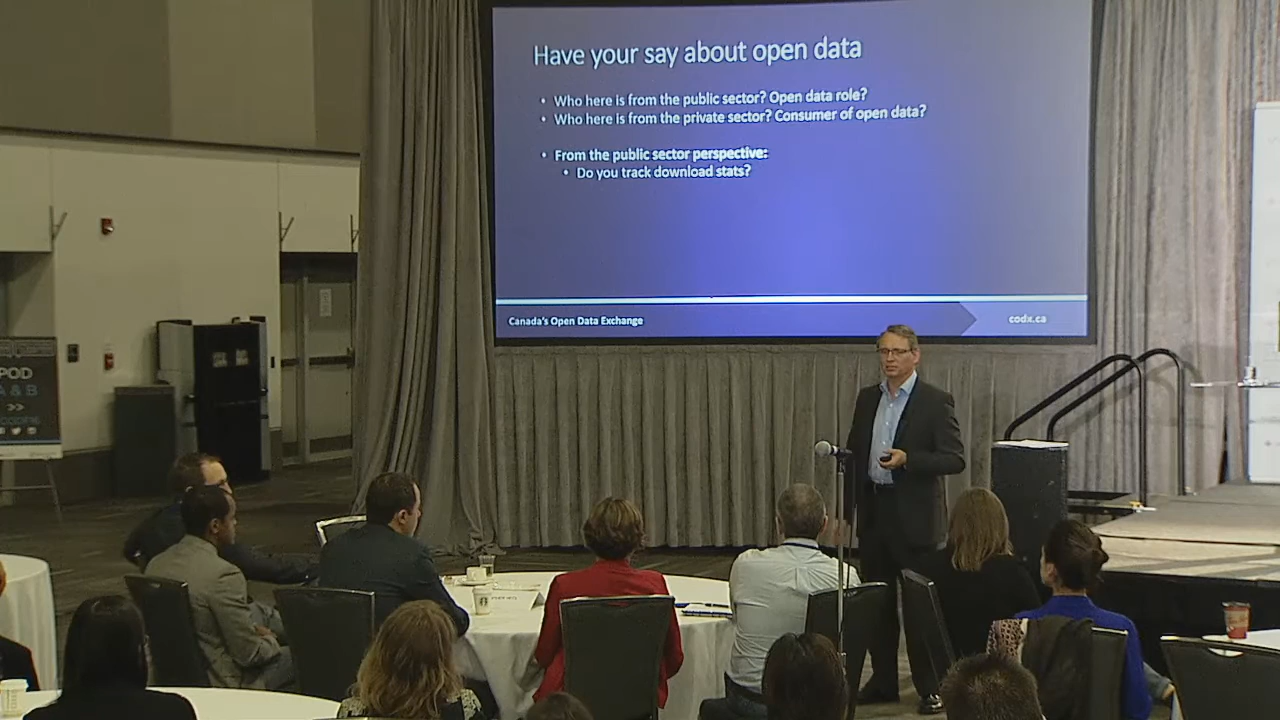 Have your say about open data
• Who here is from the public sector? Open data role?
• Who here is from the private sector? Consumer of open data?
• From the public sector perspective:
• Do you track download stats?
Canada's Open Data Exchange
codx.ca
POD
A & B
>>